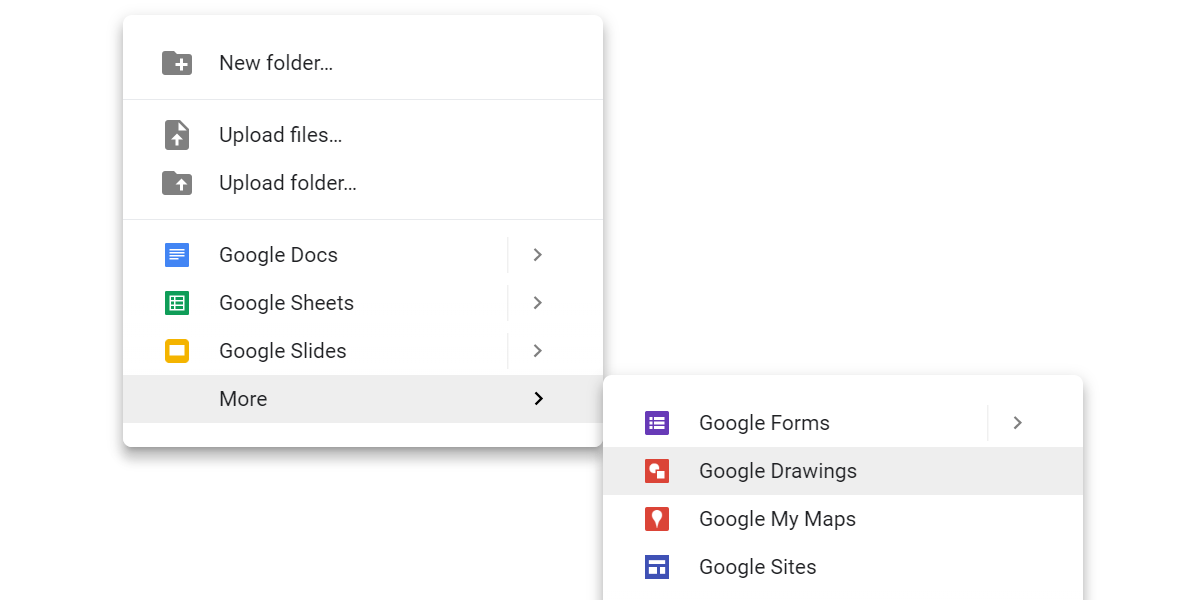 New folder…
Upload files…
Upload folder…
Google Docs
Google Sheets
Google Slides
More
Google Forms
Google Drawings
Google My Maps
Google Sites